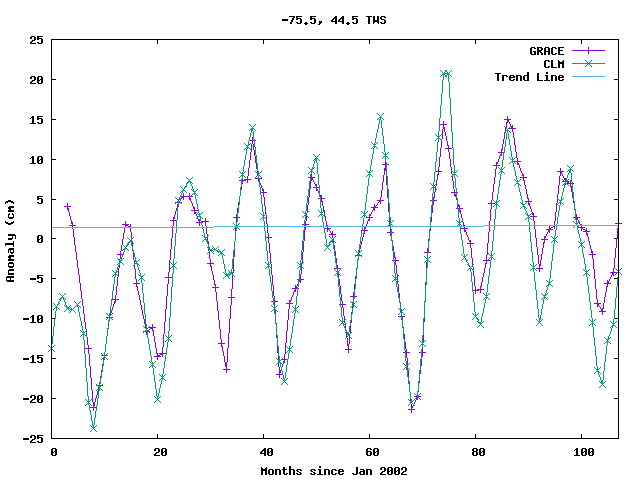 -75.5, 44.5 TWS
GRACE
CLM
Trend Line
25
20
15
10
5
0
-5
-10
-15
-20
-25
Anomaly (cm)
0 20 40 60 80 100
Months since Jan 2002